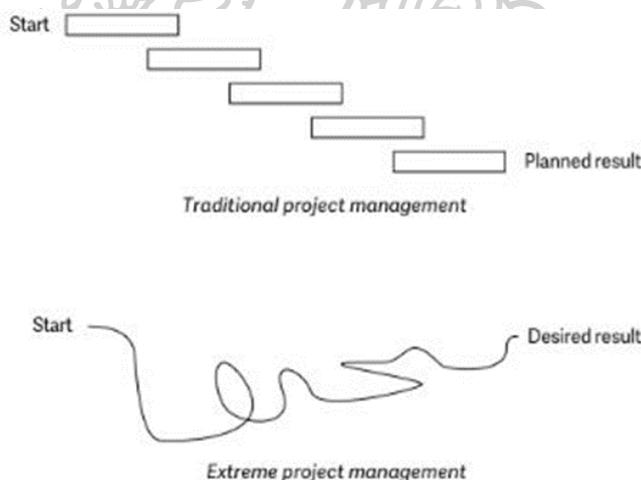 Start
Planned result
Traditional project management
Start
Desired result
Extreme project management